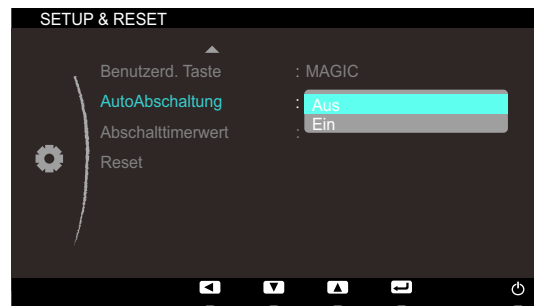 SETUP & RESET
Benutzerd. Taste : MAGIC
AutoAbschaltung : Aus
Ein
Abschalttimerwert :
Reset